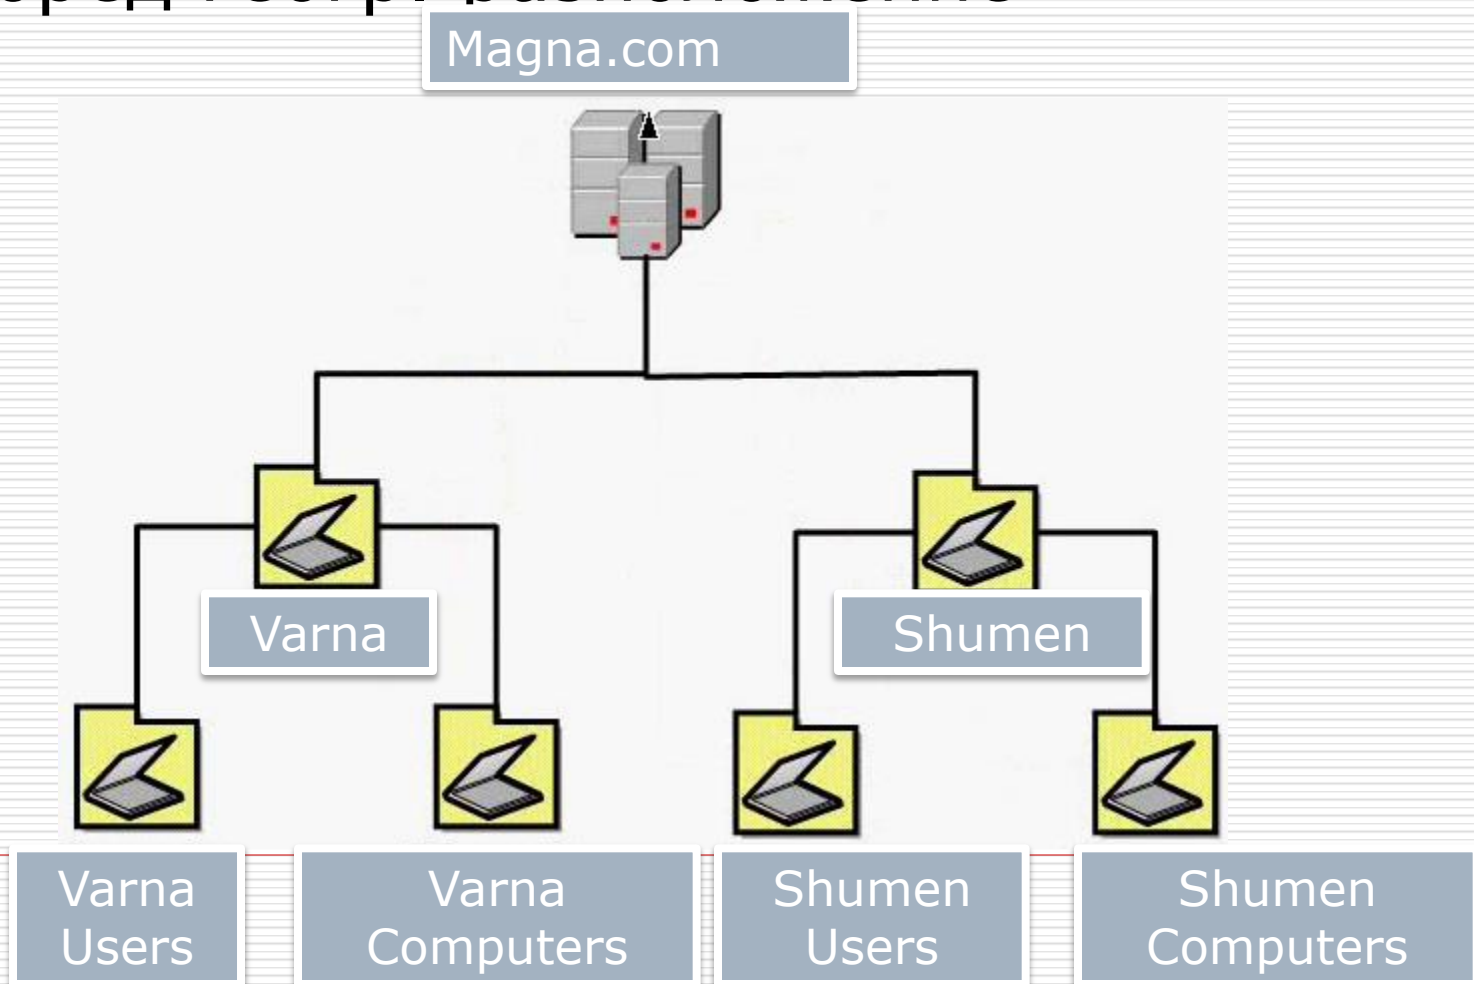 Magna.com
Varna
Shumen
Varna
Users
Varna
Computers
Shumen
Users
Shumen
Computers